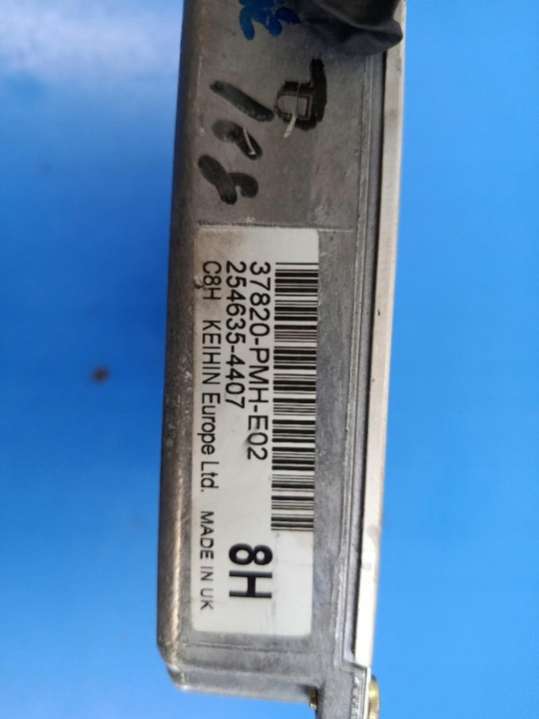 37820-PMH-E02
254635-4407
C8H KEIHIN Europe Ltd. MADE IN UK
8H